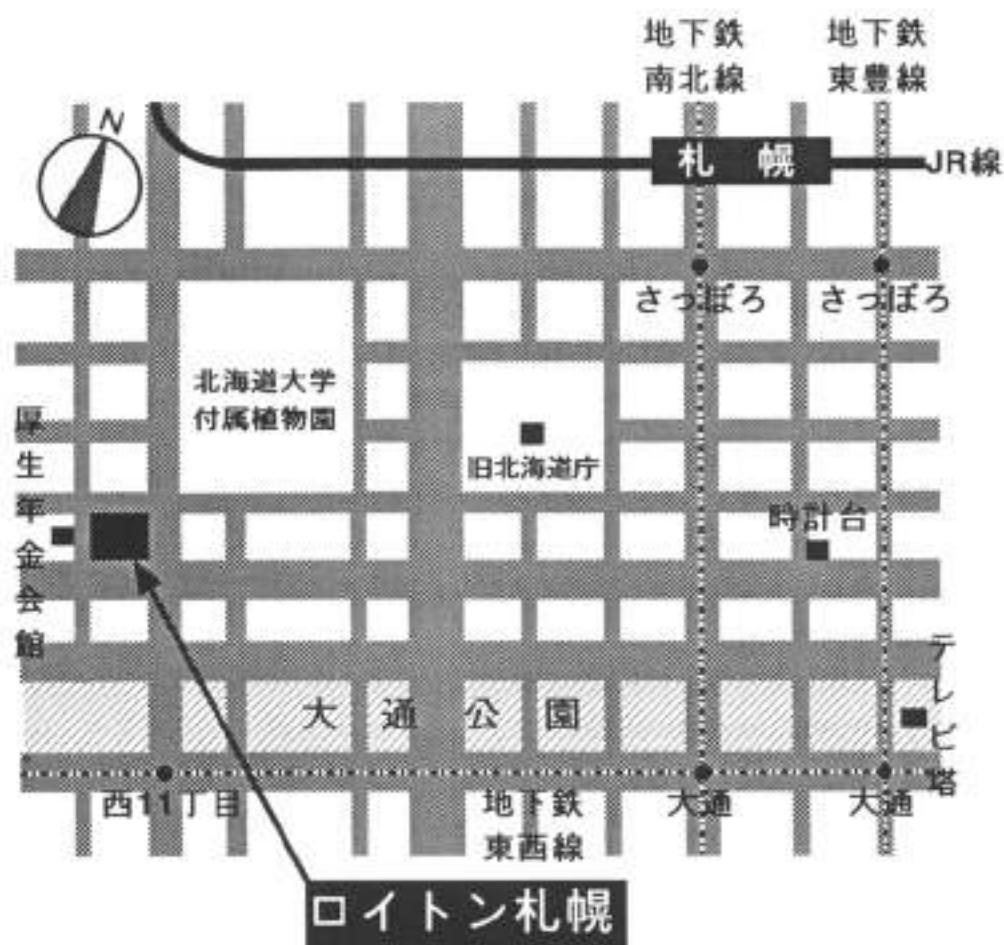 地下鉄
南北線
地下鉄
東豊線
N
札幌
JR線
さっぽろ
さっぽろ
北海道大学
付属植物園
旧北海道庁
厚生年金会館
時計台
テレビ塔
大通公園
西11丁目
地下鉄
東西線
大通
大通
ロイトン札幌